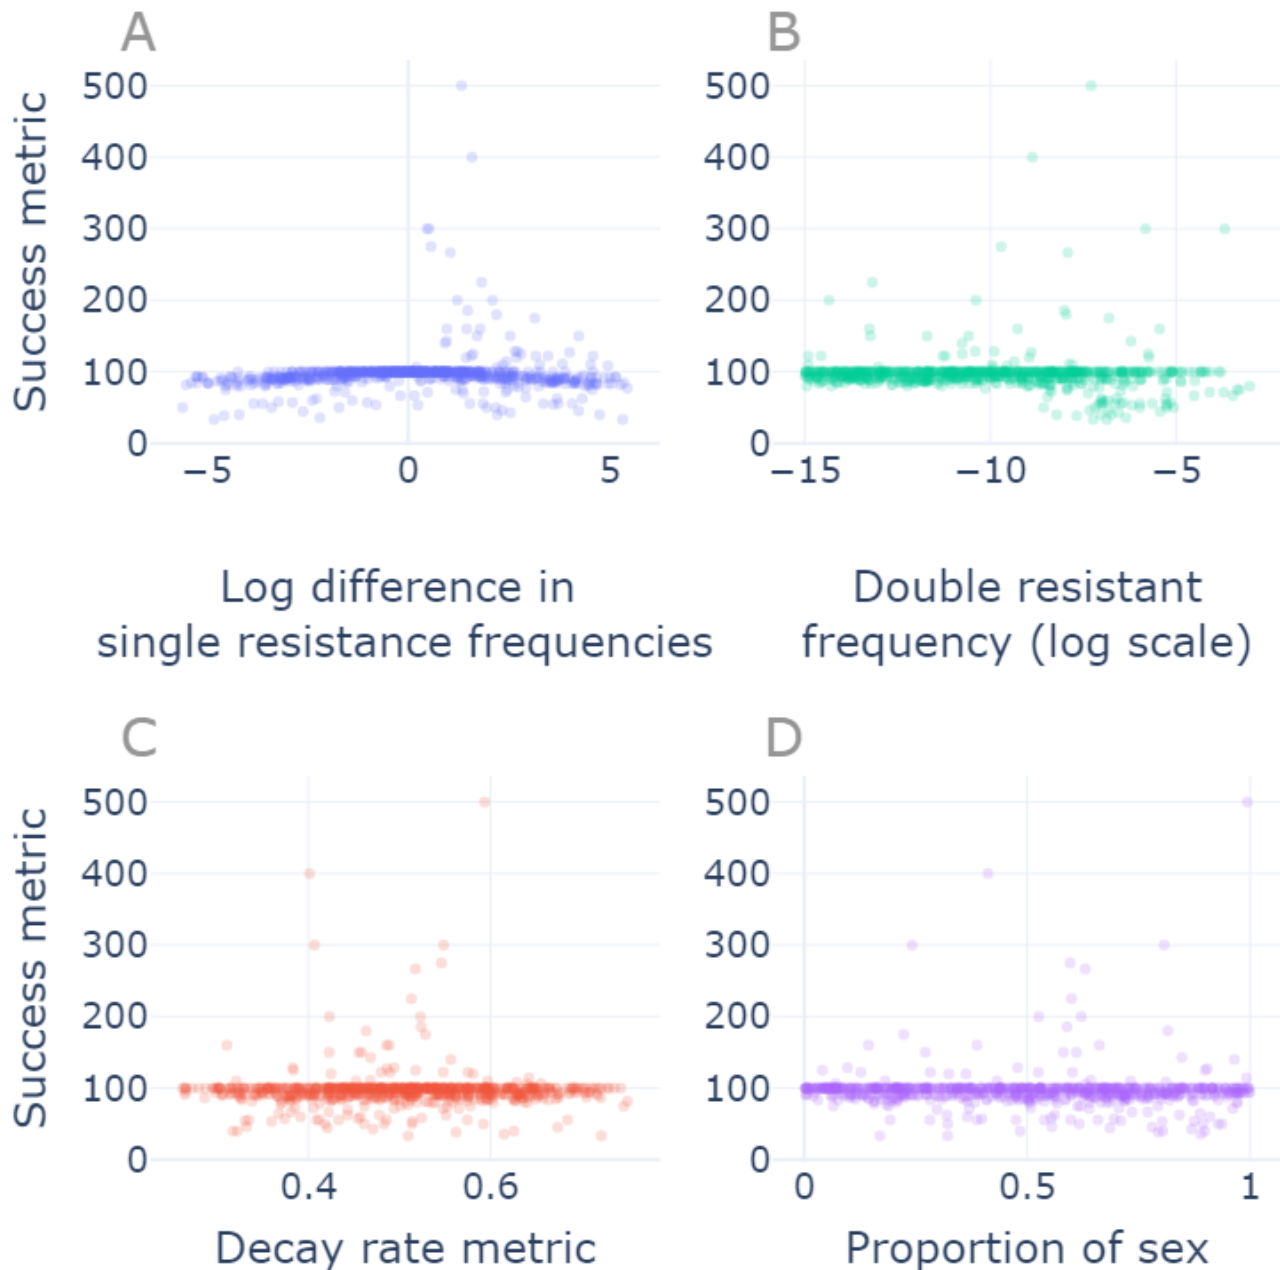 A
B
Success metric
500
400
300
200
100
0
−5
0
5
500
400
300
200
100
0
−15
−10
−5
Log difference in
single resistance frequencies
Double resistant
frequency (log scale)
C
D
Success metric
500
400
300
200
100
0
0.4
0.6
500
400
300
200
100
0
0
0.5
1
Decay rate metric
Proportion of sex